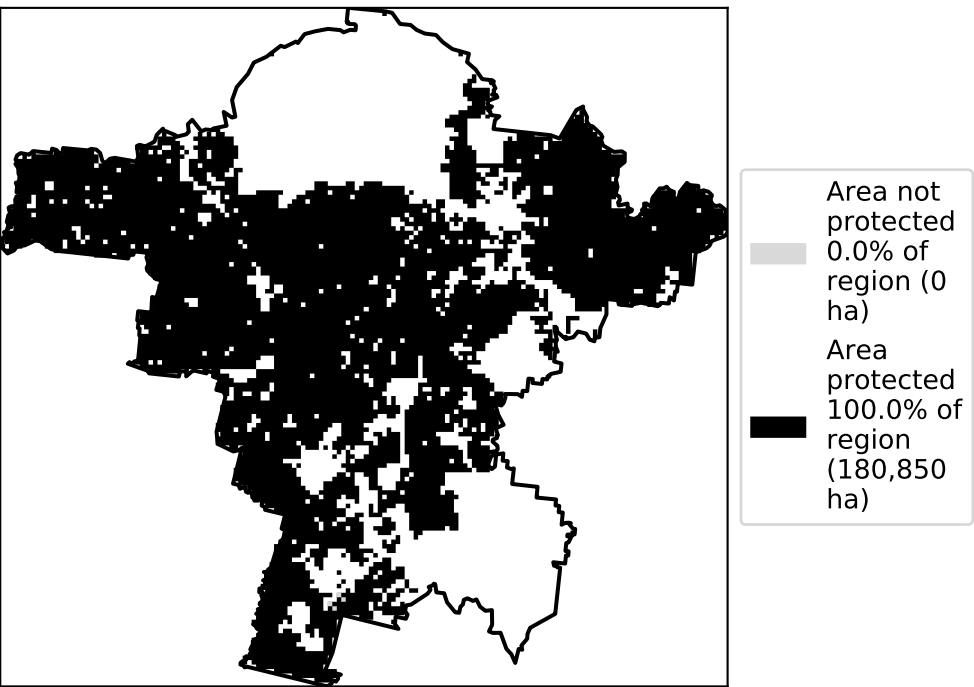 Area not
protected
0.0% of
region (0
ha)
Area
protected
100.0% of
region
(180,850
ha)